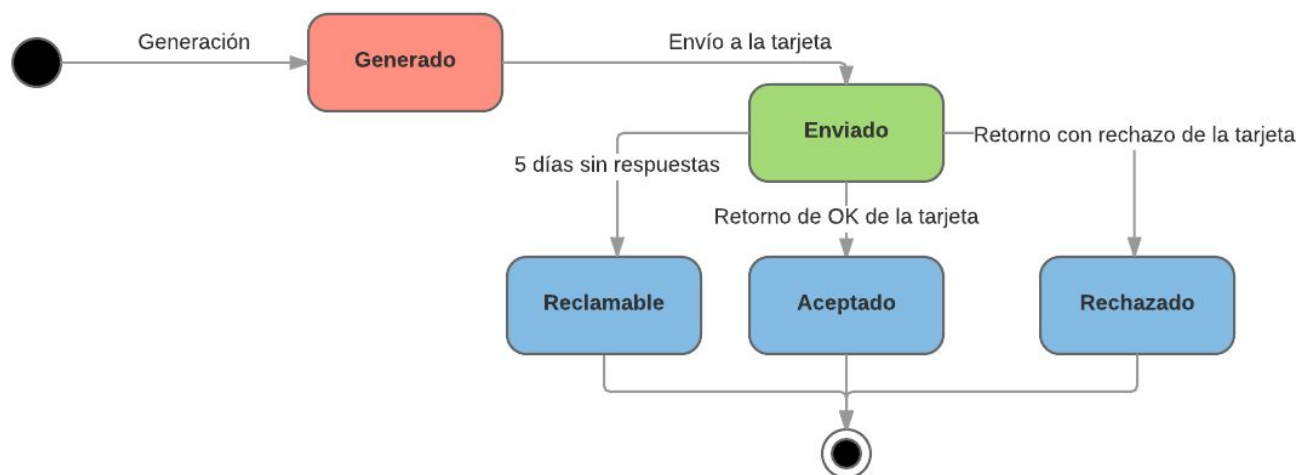 Generación
Generado
Envío a la tarjeta
Enviado
5 días sin respuestas
Retorno con rechazo de la tarjeta
Retorno de OK de la tarjeta
Reclamable
Aceptado
Rechazado